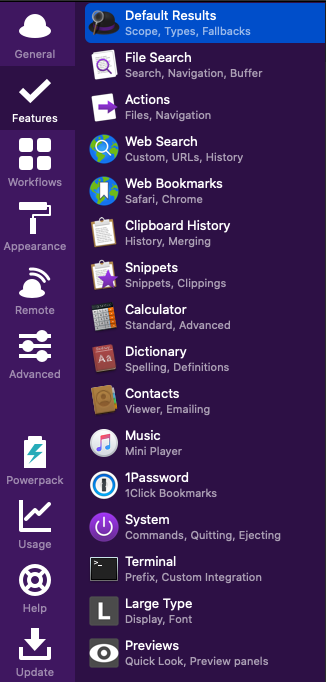 General
Features
Workflows
Appearance
Remote
Advanced
Powerpack
Usage
Help
Update
Default Results
Scope, Types, Fallbacks
File Search
Search, Navigation, Buffer
Actions
Files, Navigation
Web Search
Custom, URLs, History
Web Bookmarks
Safari, Chrome
Clipboard History
History, Merging
Snippets
Snippets, Clippings
Calculator
Standard, Advanced
Aa
Dictionary
Spelling, Definitions
Contacts
Viewer, Emailing
Music
Mini Player
1Password
1Click Bookmarks
System
Commands, Quitting, Ejecting
>_
Terminal
Prefix, Custom Integration
L
Large Type
Display, Font
Previews
Quick Look, Preview panels